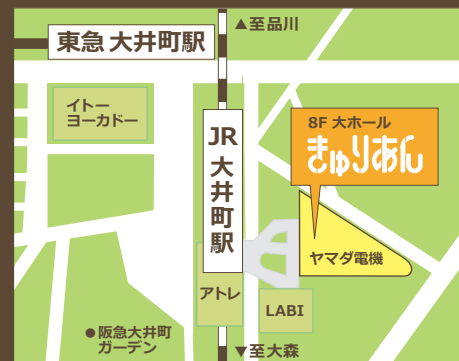 ▲至品川
東急 大井町駅
イトー
ヨーカドー
JR
大井町駅
8F 大ホール
きゅりあん
ヤマダ電機
アトレ
LABI
●阪急大井町
ガーデン
▼至大森